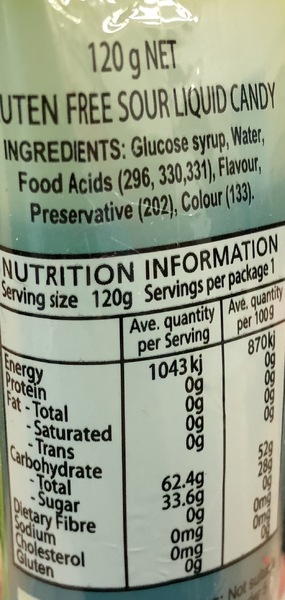 120 g NET
UTEN FREE SOUR LIQUID CANDY
INGREDIENTS: Glucose syrup, Water,
Food Acids (296, 330,331), Flavour,
Preservative (202), Colour (133).
NUTRITION INFORMATION
Serving size 120g Servings per package 1
Ave. quantity per Serving Ave. quantity per 100g
Energy 1043 kj 870kj
Protein 0g 0g
Fat - Total 0g 0g
- Saturated 0g 0g
- Trans 0g 0g
Carbohydrate
- Total 62.4g 52g
- Sugar 33.6g 28g
Dietary Fibre 0g 0g
Sodium 0mg 0mg
Cholesterol 0mg 0mg
Gluten 0g 0g
Not